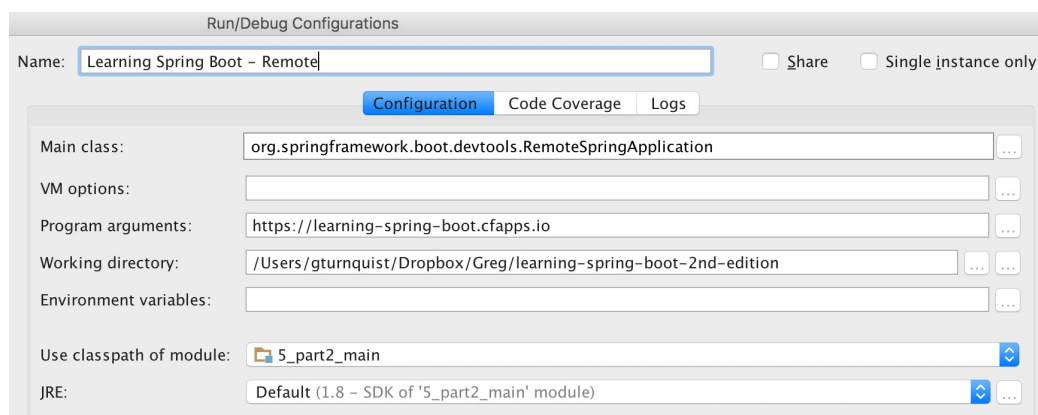 Run/Debug Configurations
Name: Learning Spring Boot – Remote Share Single instance only
Configuration Code Coverage Logs
Main class: org.springframework.boot.devtools.RemoteSpringApplication ...
VM options: ...
Program arguments: https://learning-spring-boot.cfapps.io ...
Working directory: /Users/gturnquist/Dropbox/Greg/learning-spring-boot-2nd-edition ... ...
Environment variables: ...
Use classpath of module: 5_part2_main
JRE: Default (1.8 – SDK of '5_part2_main' module) ...